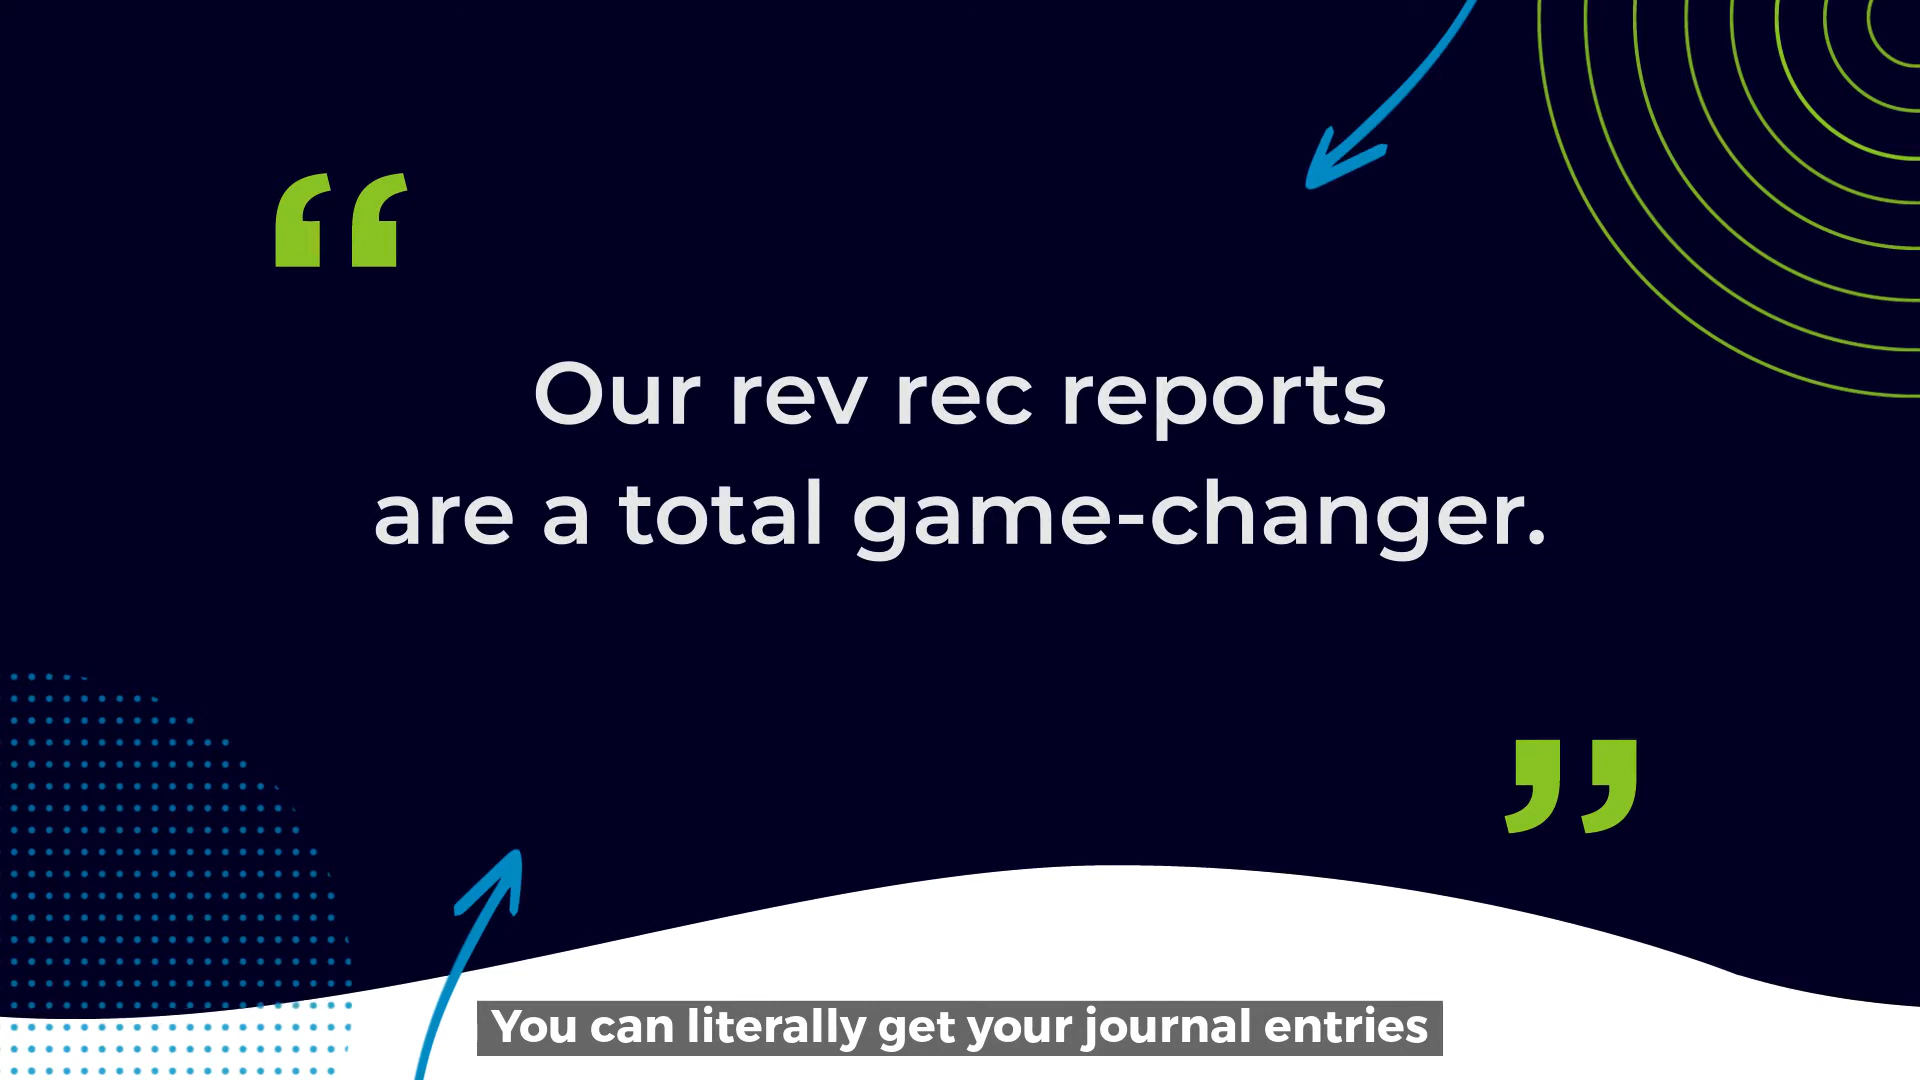 “
Our rev rec reports
are a total game-changer.
”
You can literally get your journal entries